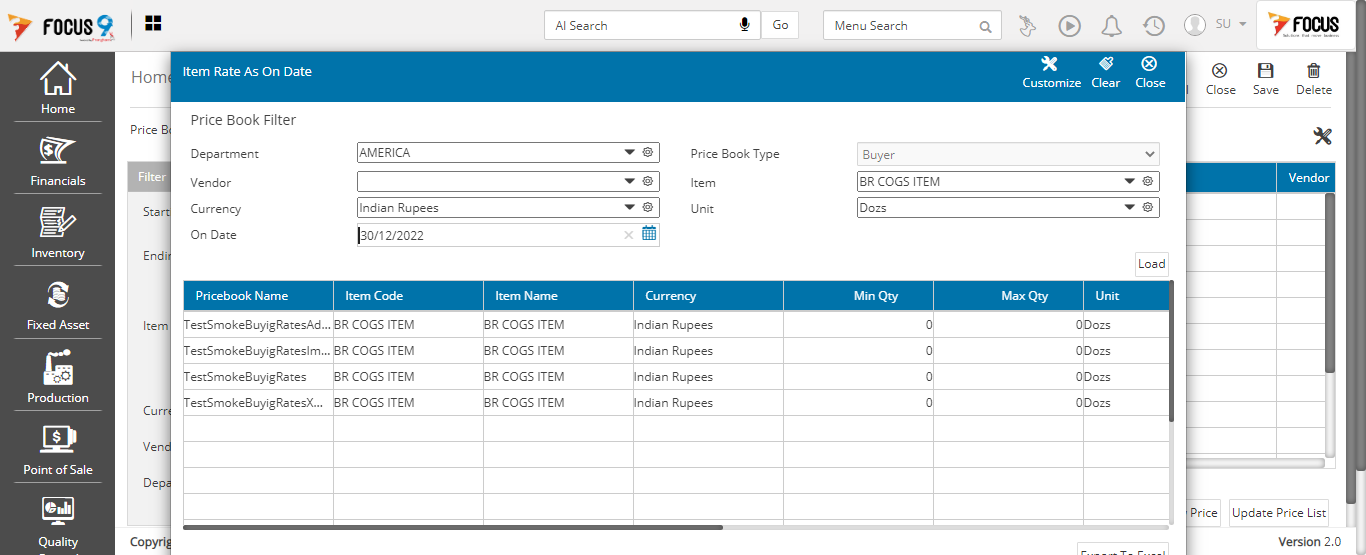 FOCUS 9
AI Search
Go
Menu Search
SU
FOCUS
Home
Financials
Inventory
Fixed Asset
Production
Point of Sale
Quality
Home
Price Bo
Filter
Starti
Endin
Item
Curre
Vend
Depa
Copyrig
Item Rate As On Date
Customize
Clear
Close
Price Book Filter
Department
AMERICA
Price Book Type
Buyer
Vendor
Item
BR COGS ITEM
Currency
Indian Rupees
Unit
Dozs
On Date
30/12/2022
Load
Pricebook Name Item Code Item Name Currency Min Qty Max Qty Unit
TestSmokeBuyigRatesAd... BR COGS ITEM BR COGS ITEM Indian Rupees 0 0 Dozs
TestSmokeBuyigRatesIm... BR COGS ITEM BR COGS ITEM Indian Rupees 0 0 Dozs
TestSmokeBuyigRates BR COGS ITEM BR COGS ITEM Indian Rupees 0 0 Dozs
TestSmokeBuyigRatesX... BR COGS ITEM BR COGS ITEM Indian Rupees 0 0 Dozs
Export To Excel
Close
Save
Delete
Vendor
Price
Update Price List
Version 2.0